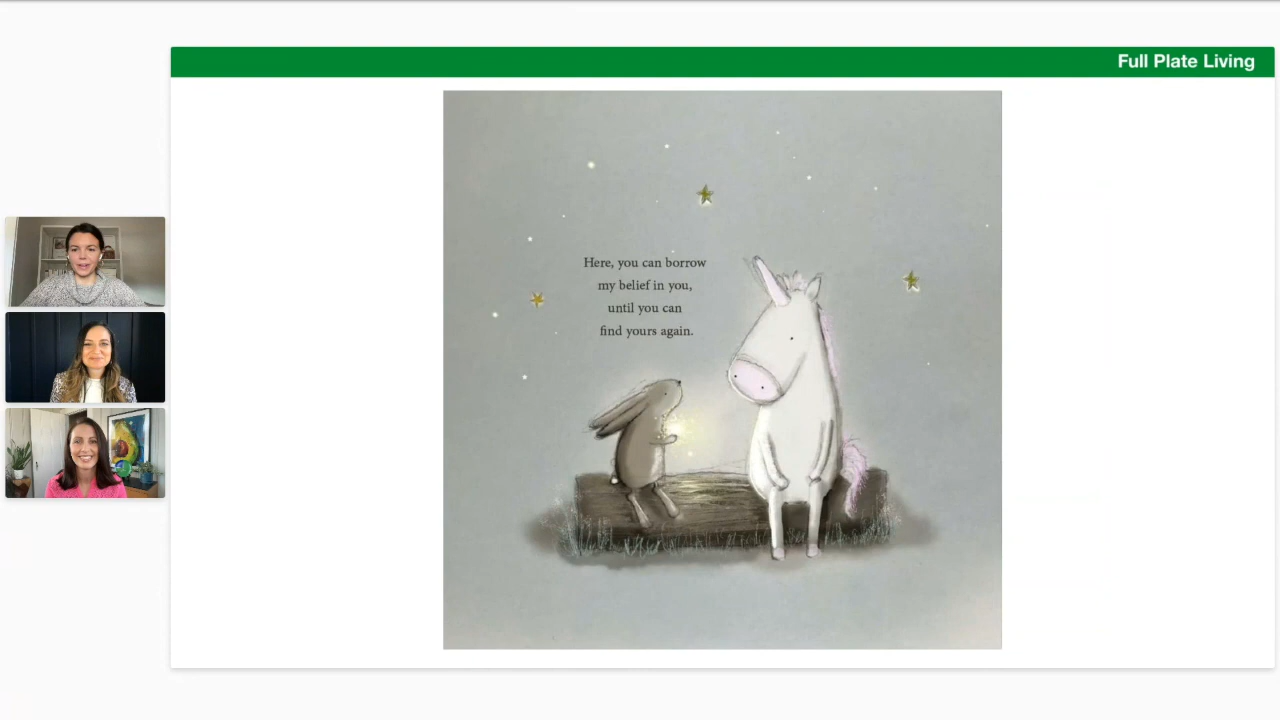 Full Plate Living
Here, you can borrow
my belief in you,
until you can
find yours again.